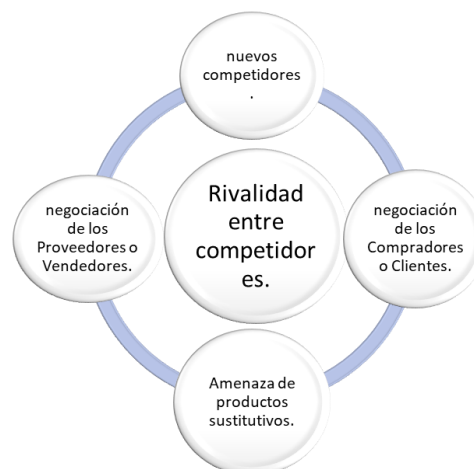 nuevos
competidores
.
Rivalidad
entre
competidor
es.
negociación
de los
Proveedores o
Vendedores.
negociación
de los
Compradores
o Clientes.
Amenaza de
productos
sustitutivos.